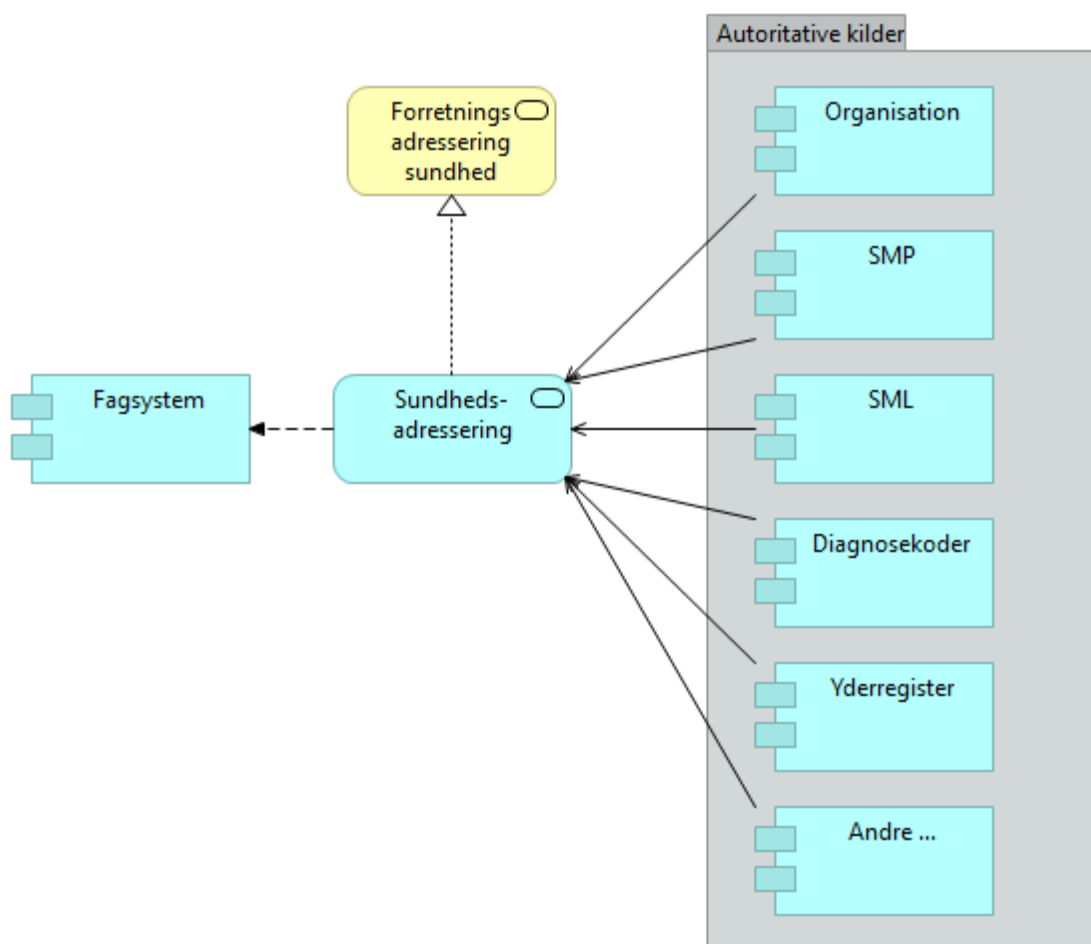 Autoritative kilder
Forretnings
adressering
sundhed
Organisation
SMP
Fagsystem
Sundheds-
adressering
SML
Diagnosekoder
Yderregister
Andre ...